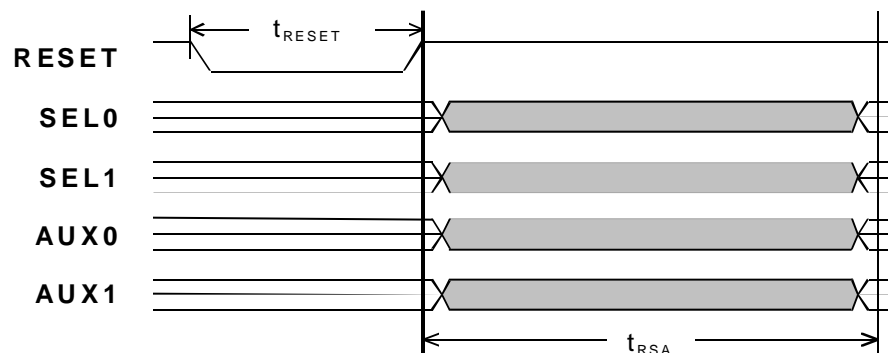 tRESET
RESET
SEL0
SEL1
AUX0
AUX1
tRSA